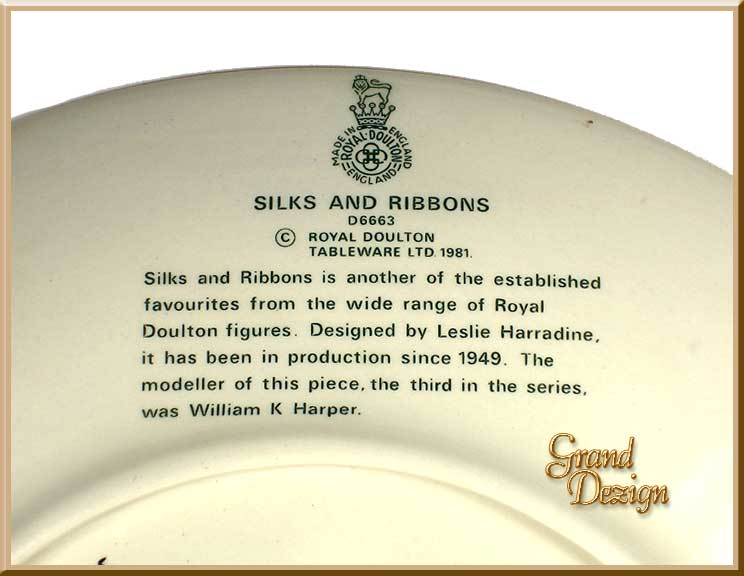 MADE IN ENGLAND
ROYAL·DOULTON
ENGLAND
SILKS AND RIBBONS
D6663
© ROYAL DOULTON
TABLEWARE LTD. 1981.
Silks and Ribbons is another of the established
favourites from the wide range of Royal
Doulton figures. Designed by Leslie Harradine,
it has been in production since 1949. The
modeller of this piece, the third in the series,
was William K Harper.
Grand
Dezign